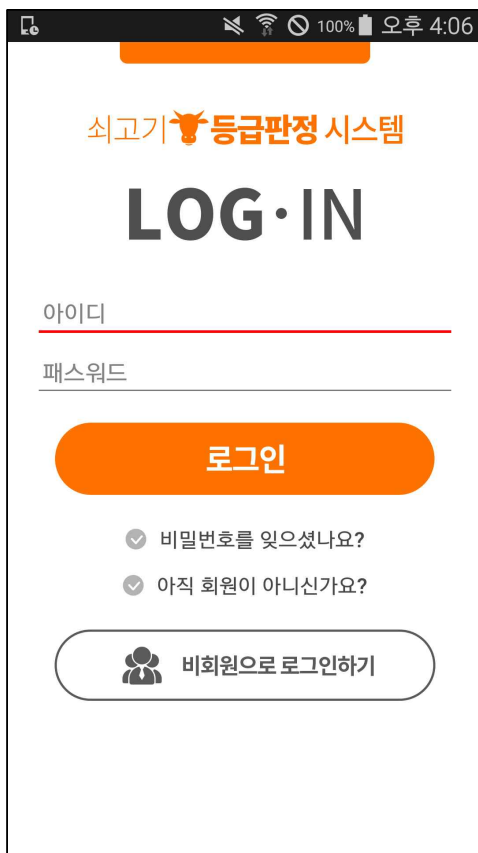 100% 오후 4:06
쇠고기 등급판정 시스템
LOG·IN
아이디
패스워드
로그인
비밀번호를 잊으셨나요?
아직 회원이 아니신가요?
비회원으로 로그인하기